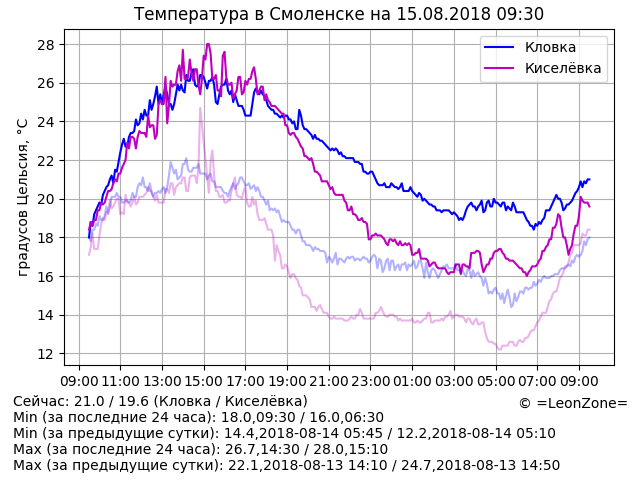 Температура в Смоленске на 15.08.2018 09:30
градусов Цельсия, °C
28
26
24
22
20
18
16
14
12
Кловка
Киселёвка
09:00 11:00 13:00 15:00 17:00 19:00 21:00 23:00 01:00 03:00 05:00 07:00 09:00
Сейчас: 21.0 / 19.6 (Кловка / Киселёвка)
© =LeonZone=
Min (за последние 24 часа): 18.0,09:30 / 16.0,06:30
Min (за предыдущие сутки): 14.4,2018-08-14 05:45 / 12.2,2018-08-14 05:10
Max (за последние 24 часа): 26.7,14:30 / 28.0,15:10
Max (за предыдущие сутки): 22.1,2018-08-13 14:10 / 24.7,2018-08-13 14:50